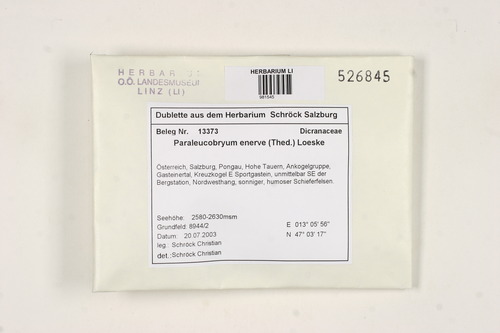 HERBARIUM
O.Ö. LANDESMUSEUM
LINZ (LI)
HERBARIUM LI
526845
Dublette aus dem Herbarium Schröck Salzburg
Beleg Nr. 13373 Dicranaceae
Paraleucobryum enerve (Thed.) Loeske
Österreich, Salzburg, Pongau, Hohe Tauern, Ankogelgruppe,
Gasteinertal, Kreuzkogel E Sportgastein, unmittelbar SE der
Bergstation, Nordwesthang, sonniger, humoser Schieferfelsen.
Seehöhe: 2580-2630msm
Grundfeld: 8944/2 E 013° 05' 56"
Datum: 20.07.2003 N 47° 03' 17"
leg.: Schröck Christian
det.: Schröck Christian